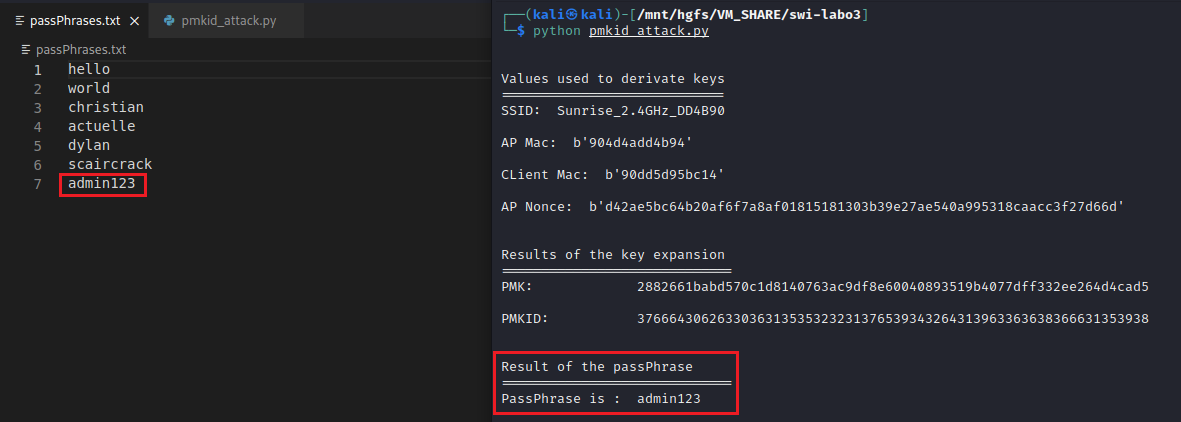 passPhrases.txt
pmkid_attack.py
passPhrases.txt
1 hello
2 world
3 christian
4 actuelle
5 dylan
6 scaircrack
7 admin123
┌──(kali㉿kali)-[/mnt/hgfs/VM_SHARE/swi-labo3]
└─$ python pmkid_attack.py
Values used to derivate keys
=============================
SSID: Sunrise_2.4GHz_DD4B90
AP Mac: b'904d4add4b94'
CLient Mac: b'90dd5d95bc14'
AP Nonce: b'd42ae5bc64b20af6f7a8af01815181303b39e27ae540a995318caacc3f27d66d'
Results of the key expansion
=============================
PMK: 2882661babd570c1d8140763ac9df8e60040893519b4077dff332ee264d4cad5
PMKID: 3766643062633036313535323231376539343264313963363638366631353938
Result of the passPhrase
=============================
PassPhrase is : admin123